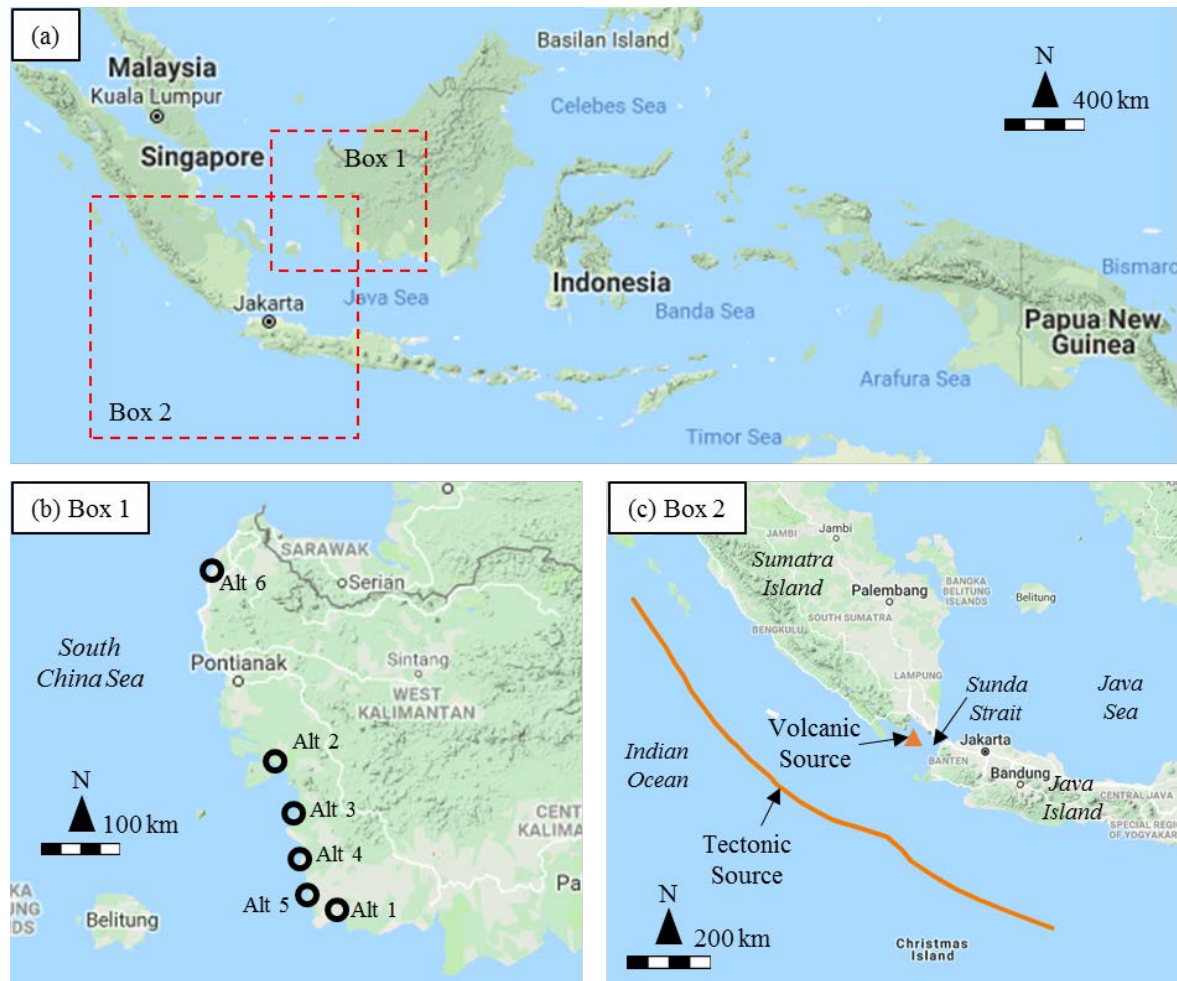 (a)
Basilan Island
N
400 km
Malaysia
Kuala Lumpur
Celebes Sea
Singapore
Box 1
Indonesia
Bismarc
Jakarta
Java Sea
Banda Sea
Papua New
Guinea
Arafura Sea
Box 2
Timor Sea
(b) Box 1
SARAWAK
Serian
Alt 6
South
China Sea
Pontianak
Sintang
WEST
KALIMANTAN
Alt 2
N
100 km
Alt 3
CENT
KALIMA
Alt 4
Pa
KA
UNG
DS
Belitung
Alt 5
Alt 1
(c) Box 2
Jambi
JAMBI
Sumatra
Island
Palembang
BANGKA
BELITUNG
ISLANDS
Belitung
SOUTH SUMATRA
BENGKULU
LAMPUNG
Sunda
Strait
Java
Sea
Volcanic
Source
Indian
Ocean
Jakarta
BANTEN
Bandung
Java
Island
CENTRAL JAVA
SPECIAL REG
OF YOGYAKAR
Tectonic
Source
N
200 km
Christmas
Island